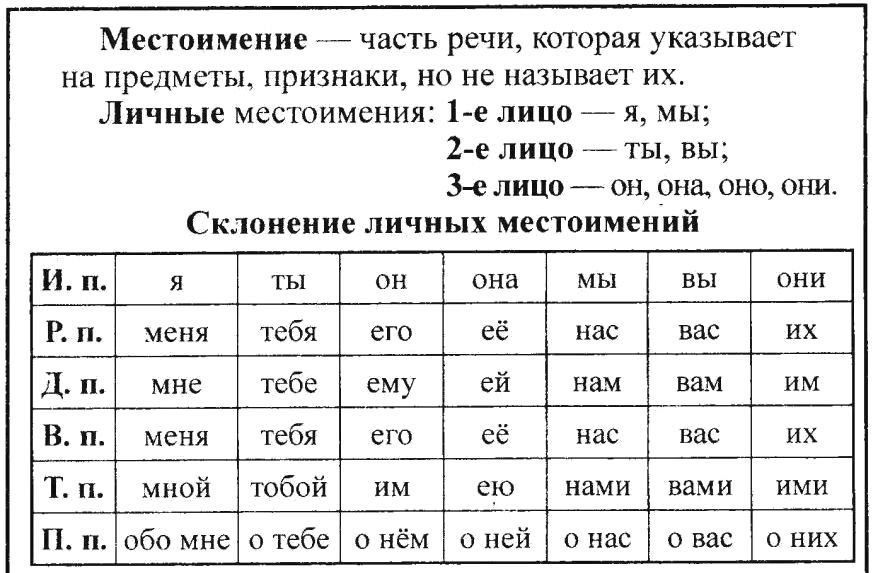 Местоимение — часть речи, которая указывает
на предметы, признаки, но не называет их.
Личные местоимения: 1-е лицо — я, мы;
2-е лицо — ты, вы;
3-е лицо — он, она, оно, они.
Склонение личных местоимений
И. п. я ты он она мы вы они
Р. п. меня тебя его её нас вас их
Д. п. мне тебе ему ей нам вам им
В. п. меня тебя его её нас вас их
Т. п. мной тобой им ею нами вами ими
П. п. обо мне о тебе о нём о ней о нас о вас о них